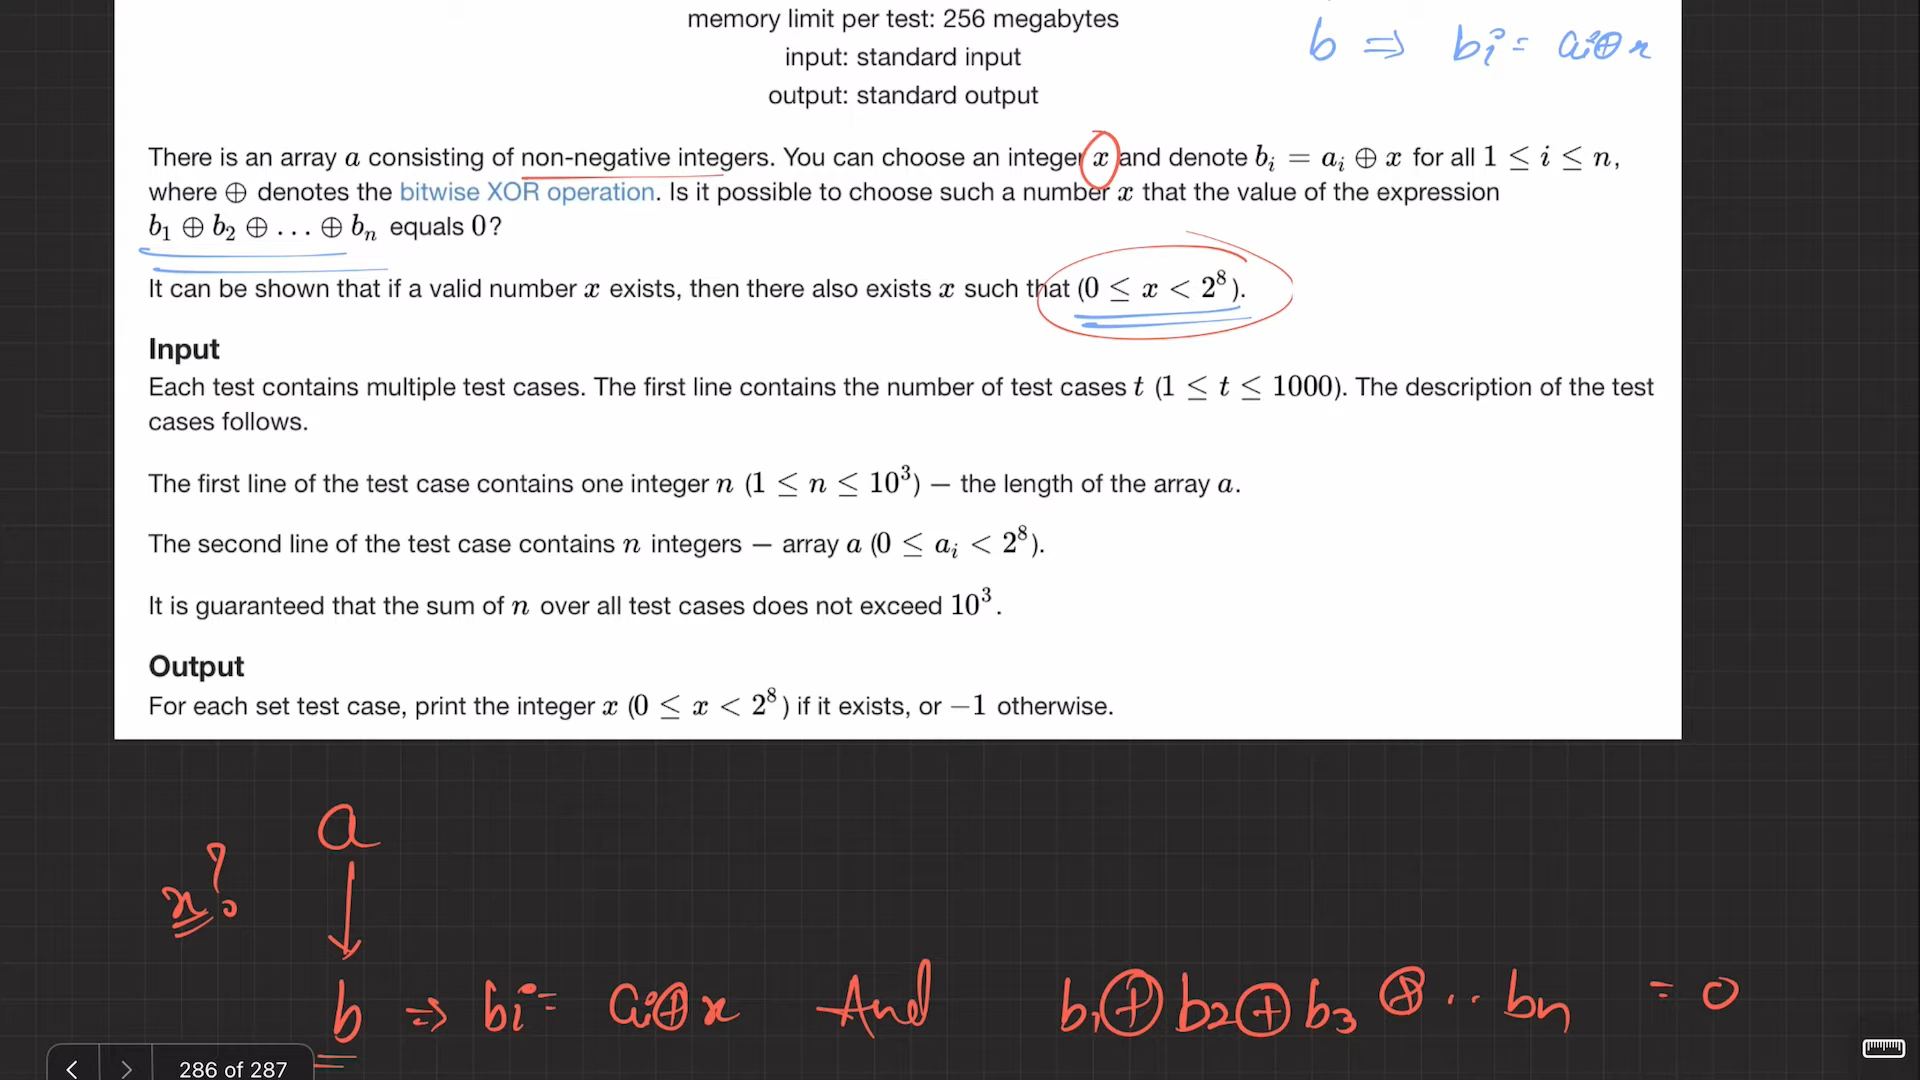 memory limit per test: 256 megabytes
input: standard input
output: standard output
b ⇒ bi = ai⊕x
There is an array a consisting of non-negative integers. You can choose an integer x and denote bᵢ = aᵢ ⊕ x for all 1 ≤ i ≤ n,
where ⊕ denotes the bitwise XOR operation. Is it possible to choose such a number x that the value of the expression
b₁ ⊕ b₂ ⊕ ... ⊕ bₙ equals 0?
It can be shown that if a valid number x exists, then there also exists x such that (0 ≤ x < 2⁸).
Input
Each test contains multiple test cases. The first line contains the number of test cases t (1 ≤ t ≤ 1000). The description of the test
cases follows.
The first line of the test case contains one integer n (1 ≤ n ≤ 10³) — the length of the array a.
The second line of the test case contains n integers — array a (0 ≤ aᵢ < 2⁸).
It is guaranteed that the sum of n over all test cases does not exceed 10³.
Output
For each set test case, print the integer x (0 ≤ x < 2⁸) if it exists, or −1 otherwise.
a
x?
b ⇒ bi = ai⊕x And b₁⊕b₂⊕b₃⊕..bn = 0
286 of 287